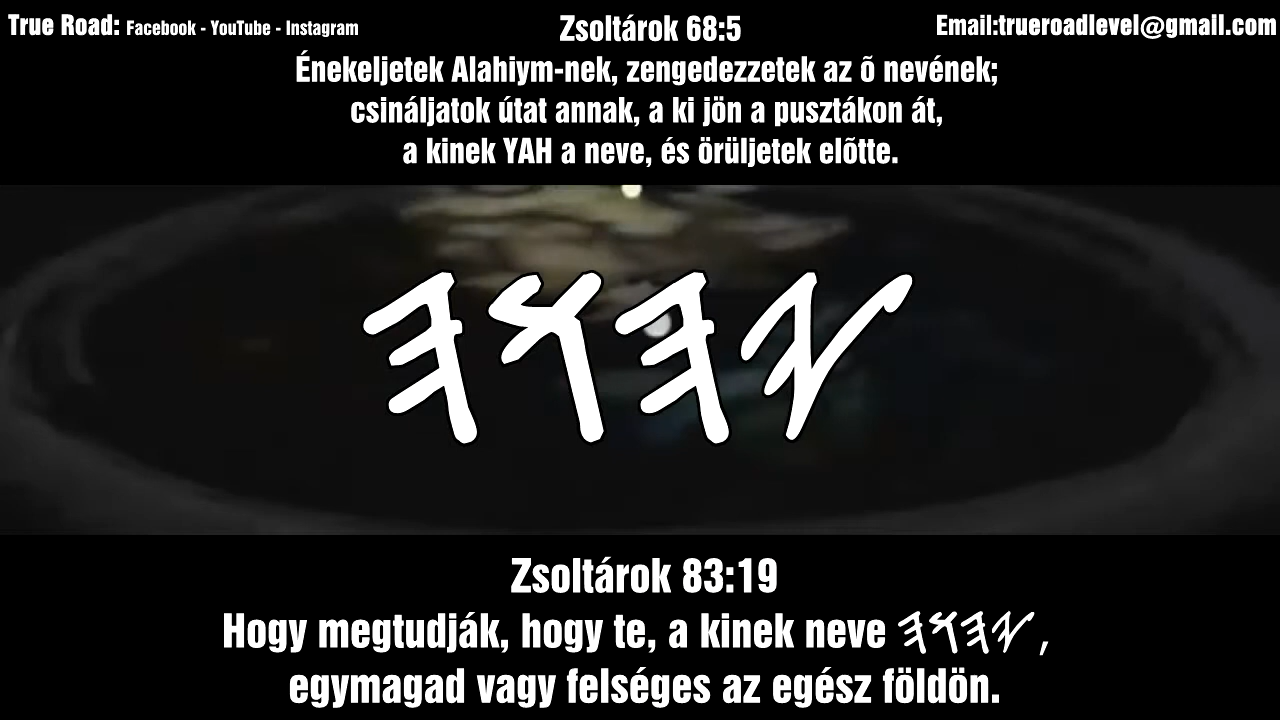 True Road: Facebook - YouTube - Instagram
Zsoltárok 68:5
Email:trueroadlevel@gmail.com
Énekeljetek Alahiym-nek, zengedezzetek az õ nevének;
csináljatok útat annak, a ki jön a pusztákon át,
a kinek YAH a neve, és örüljetek elõtte.
𐤉𐤄𐤅𐤄
Zsoltárok 83:19
Hogy megtudják, hogy te, a kinek neve 𐤉𐤄𐤅𐤄 ,
egymagad vagy felséges az egész földön.